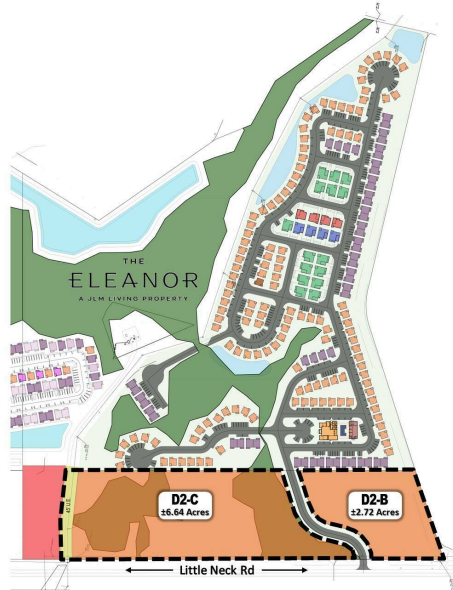 THE
ELEANOR
A JLM LIVING PROPERTY
D2-C
±6.64 Acres
D2-B
±2.72 Acres
Little Neck Rd